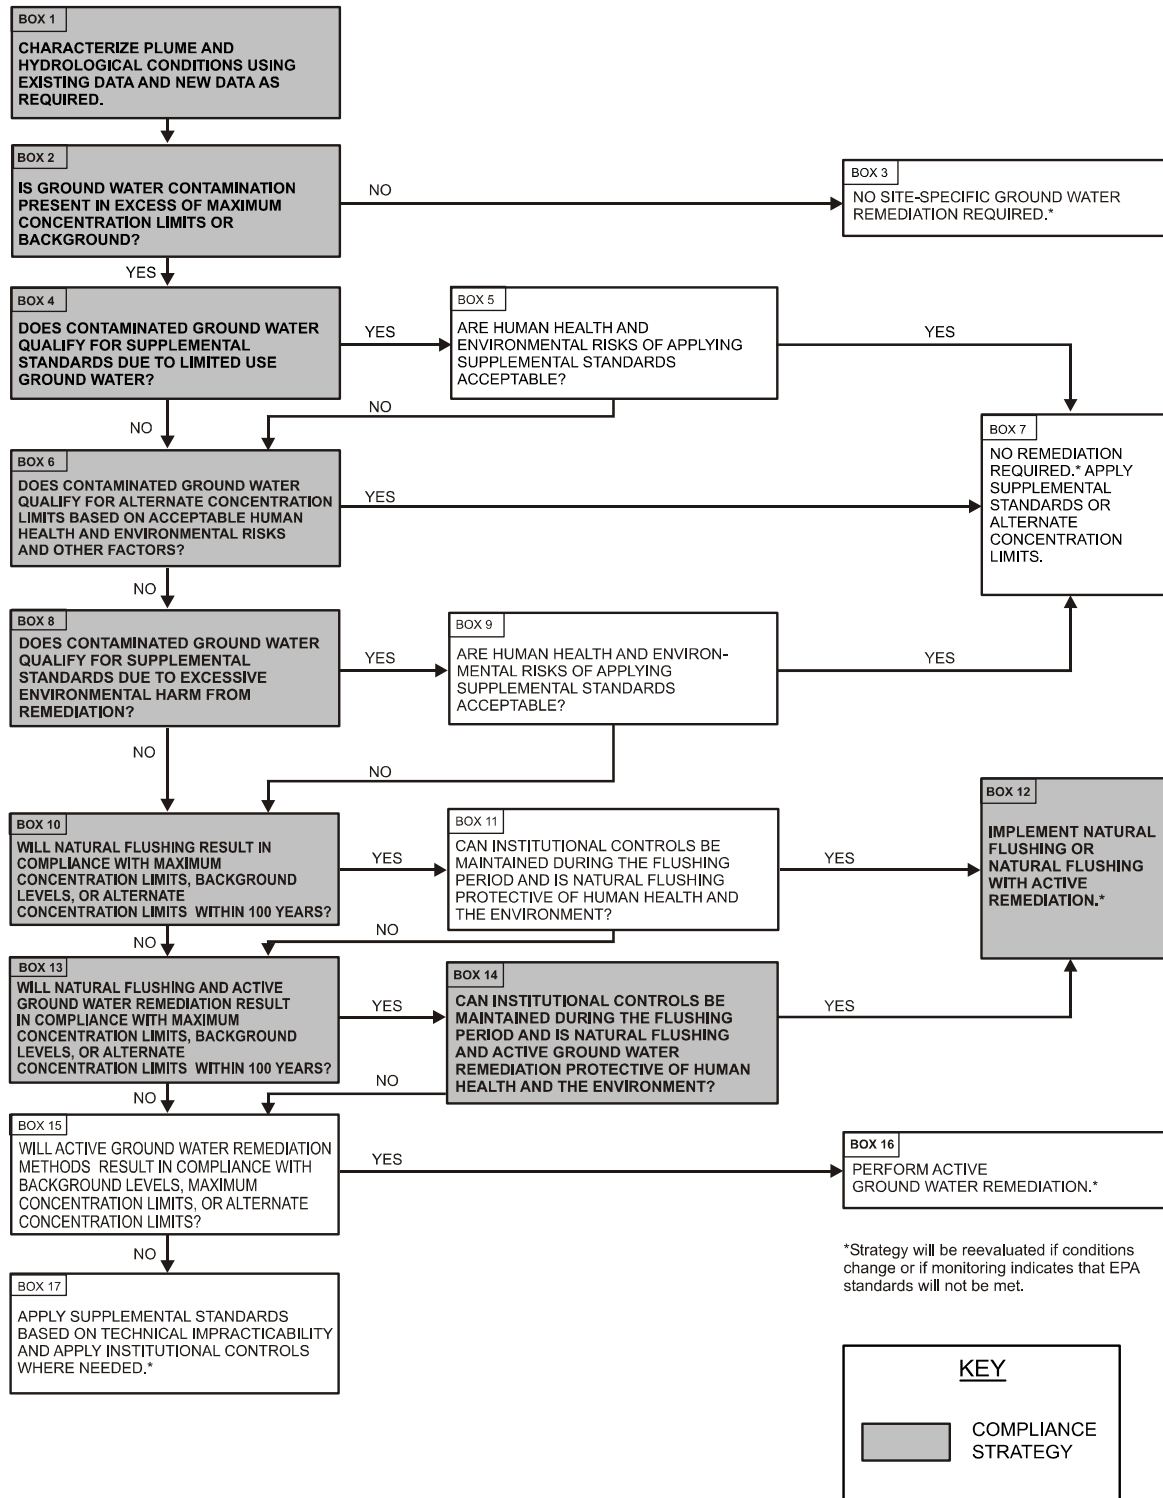 BOX 1
CHARACTERIZE PLUME AND
HYDROLOGICAL CONDITIONS USING
EXISTING DATA AND NEW DATA AS
REQUIRED.
BOX 2
IS GROUND WATER CONTAMINATION
PRESENT IN EXCESS OF MAXIMUM
CONCENTRATION LIMITS OR
BACKGROUND?
NO
BOX 3
NO SITE-SPECIFIC GROUND WATER
REMEDIATION REQUIRED.*
YES
BOX 4
DOES CONTAMINATED GROUND WATER
QUALIFY FOR SUPPLEMENTAL
STANDARDS DUE TO LIMITED USE
GROUND WATER?
YES
BOX 5
ARE HUMAN HEALTH AND
ENVIRONMENTAL RISKS OF APPLYING
SUPPLEMENTAL STANDARDS
ACCEPTABLE?
YES
NO
NO
BOX 6
DOES CONTAMINATED GROUND WATER
QUALIFY FOR ALTERNATE CONCENTRATION
LIMITS BASED ON ACCEPTABLE HUMAN
HEALTH AND ENVIRONMENTAL RISKS
AND OTHER FACTORS?
YES
BOX 7
NO REMEDIATION
REQUIRED.* APPLY
SUPPLEMENTAL
STANDARDS OR
ALTERNATE
CONCENTRATION
LIMITS.
NO
BOX 8
DOES CONTAMINATED GROUND WATER
QUALIFY FOR SUPPLEMENTAL
STANDARDS DUE TO EXCESSIVE
ENVIRONMENTAL HARM FROM
REMEDIATION?
YES
BOX 9
ARE HUMAN HEALTH AND ENVIRON-
MENTAL RISKS OF APPLYING
SUPPLEMENTAL STANDARDS
ACCEPTABLE?
YES
NO
NO
BOX 10
WILL NATURAL FLUSHING RESULT IN
COMPLIANCE WITH MAXIMUM
CONCENTRATION LIMITS, BACKGROUND
LEVELS, OR ALTERNATE
CONCENTRATION LIMITS WITHIN 100 YEARS?
YES
BOX 11
CAN INSTITUTIONAL CONTROLS BE
MAINTAINED DURING THE FLUSHING
PERIOD AND IS NATURAL FLUSHING
PROTECTIVE OF HUMAN HEALTH AND
THE ENVIRONMENT?
YES
BOX 12
IMPLEMENT NATURAL
FLUSHING OR
NATURAL FLUSHING
WITH ACTIVE
REMEDIATION.*
NO
NO
BOX 13
WILL NATURAL FLUSHING AND ACTIVE
GROUND WATER REMEDIATION RESULT
IN COMPLIANCE WITH MAXIMUM
CONCENTRATION LIMITS, BACKGROUND
LEVELS, OR ALTERNATE
CONCENTRATION LIMITS WITHIN 100 YEARS?
YES
BOX 14
CAN INSTITUTIONAL CONTROLS BE
MAINTAINED DURING THE FLUSHING
PERIOD AND IS NATURAL FLUSHING
AND ACTIVE GROUND WATER
REMEDIATION PROTECTIVE OF HUMAN
HEALTH AND THE ENVIRONMENT?
YES
NO
NO
BOX 15
WILL ACTIVE GROUND WATER REMEDIATION
METHODS RESULT IN COMPLIANCE WITH
BACKGROUND LEVELS, MAXIMUM
CONCENTRATION LIMITS, OR ALTERNATE
CONCENTRATION LIMITS?
YES
BOX 16
PERFORM ACTIVE
GROUND WATER REMEDIATION.*
NO
BOX 17
APPLY SUPPLEMENTAL STANDARDS
BASED ON TECHNICAL IMPRACTICABILITY
AND APPLY INSTITUTIONAL CONTROLS
WHERE NEEDED.*
*Strategy will be reevaluated if conditions
change or if monitoring indicates that EPA
standards will not be met.
KEY
COMPLIANCE
STRATEGY